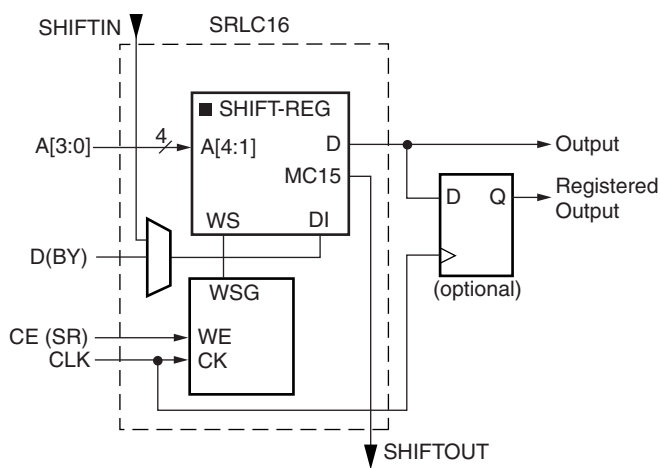 SHIFTIN
SRLC16
SHIFT-REG
A[3:0]
4
A[4:1]
D
Output
MC15
D
Q
Registered
Output
WS
DI
D(BY)
(optional)
WSG
CE (SR)
WE
CLK
CK
SHIFTOUT